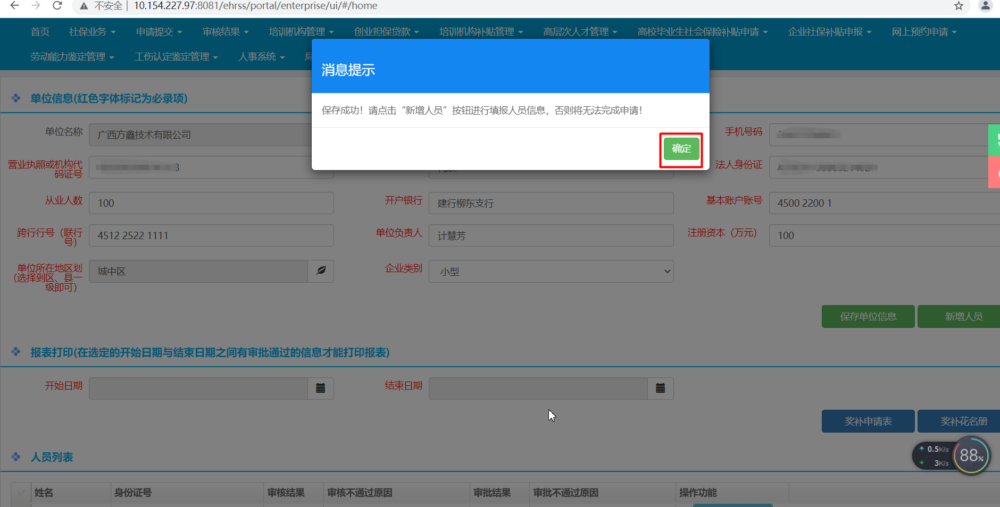 不安全 | 10.154.227.97:8081/ehrss/portal/enterprise/ui/#/home
首页 社保业务 申请提交 审核结果 培训机构管理 创业担保贷款 培训机构补贴管理 高层次人才管理 高校毕业生社会保险补贴申请 企业社保补贴申报 网上预约申请
劳动能力鉴定管理 工伤认定鉴定管理 人事系统
消息提示
保存成功！请点击“新增人员”按钮进行填报人员信息，否则将无法完成申请！
确定
单位信息(红色字体标记为必录项)
单位名称 广西方鑫技术有限公司 手机号码
营业执照或机构代
码证号 3 法人身份证
从业人数 100 开户银行 建行柳东支行 基本账户账号 4500 2200 1
跨行行号（联行
号） 4512 2522 1111 单位负责人 计慧芳 注册资本（万元） 100
单位所在地区划
（选择到区、县一
级即可） 城中区 企业类别 小型
保存单位信息 新增人员
报表打印(在选定的开始日期与结束日期之间有审批通过的信息才能打印报表)
开始日期 结束日期
奖补申请表 奖补花名册
0.5K/s
3K/s
88%
人员列表
姓名 身份证号 审核结果 审核不通过原因 审批结果 审批不通过原因 操作功能